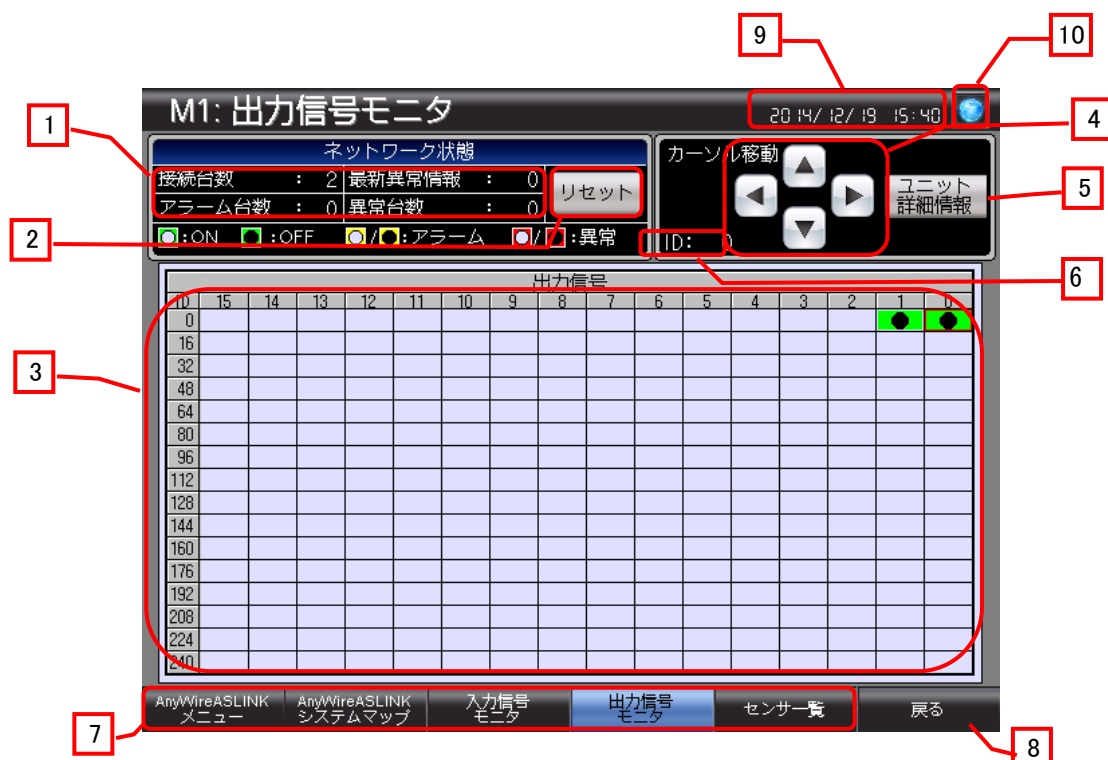 9
10
M1: 出力信号モニタ
2014/12/19 15:40
1
4
ネットワーク状態
カーソル移動
接続台数 : 2 最新異常情報 : 0
リセット
ユニット
詳細情報
5
アラーム台数 : 0 異常台数 : 0
2
:ON :OFF / :アラーム / :異常
ID: 0
6
出力信号
ID 15 14 13 12 11 10 9 8 7 6 5 4 3 2 1 0
0
16
32
3
48
64
80
96
112
128
144
160
176
192
208
224
240
AnyWireASLINK
メニュー
AnyWireASLINK
システムマップ
入力信号
モニタ
出力信号
モニタ
センサ一覧
戻る
7
8